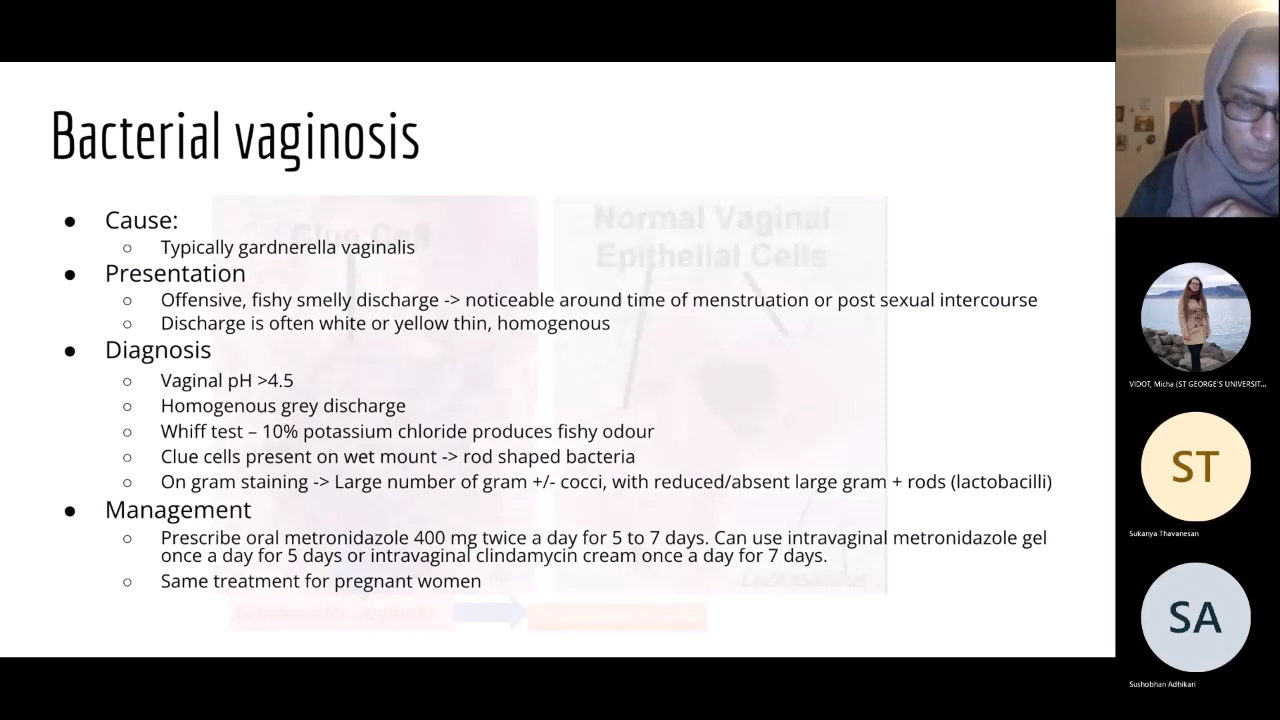 Bacterial vaginosis
● Cause:
○ Typically gardnerella vaginalis
● Presentation
○ Offensive, fishy smelly discharge -> noticeable around time of menstruation or post sexual intercourse
○ Discharge is often white or yellow thin, homogenous
● Diagnosis
○ Vaginal pH >4.5
○ Homogenous grey discharge
○ Whiff test – 10% potassium chloride produces fishy odour
○ Clue cells present on wet mount -> rod shaped bacteria
○ On gram staining -> Large number of gram +/- cocci, with reduced/absent large gram + rods (lactobacilli)
● Management
○ Prescribe oral metronidazole 400 mg twice a day for 5 to 7 days. Can use intravaginal metronidazole gel
once a day for 5 days or intravaginal clindamycin cream once a day for 7 days.
○ Same treatment for pregnant women
Clue Cell
Normal Vaginal
Epithelial Cells
VIDOT, Micha (ST GEORGE'S UNIVERSIT...
ST
Sukanya Thavanesan
SA
Sushobhan Adhikari